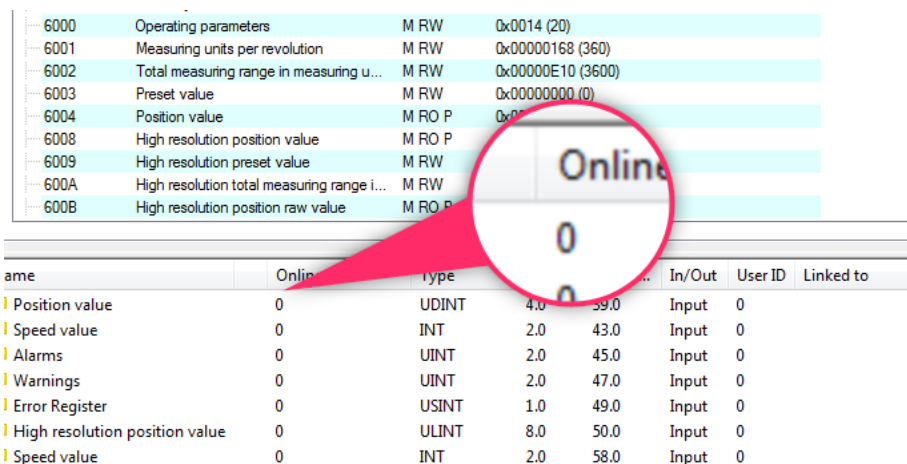 6000 Operating parameters M RW 0x0014 (20)
6001 Measuring units per revolution M RW 0x00000168 (360)
6002 Total measuring range in measuring u... M RW 0x00000E10 (3600)
6003 Preset value M RW 0x00000000 (0)
6004 Position value M RO P
6008 High resolution position value M RO P
6009 High resolution preset value M RW
600A High resolution total measuring range i... M RW
600B High resolution position raw value M RO P
Online
0
0
ame Online Type ... In/Out User ID Linked to
Position value 0 UDINT 4.0 39.0 Input 0
Speed value 0 INT 2.0 43.0 Input 0
Alarms 0 UINT 2.0 45.0 Input 0
Warnings 0 UINT 2.0 47.0 Input 0
Error Register 0 USINT 1.0 49.0 Input 0
High resolution position value 0 ULINT 8.0 50.0 Input 0
Speed value 0 INT 2.0 58.0 Input 0